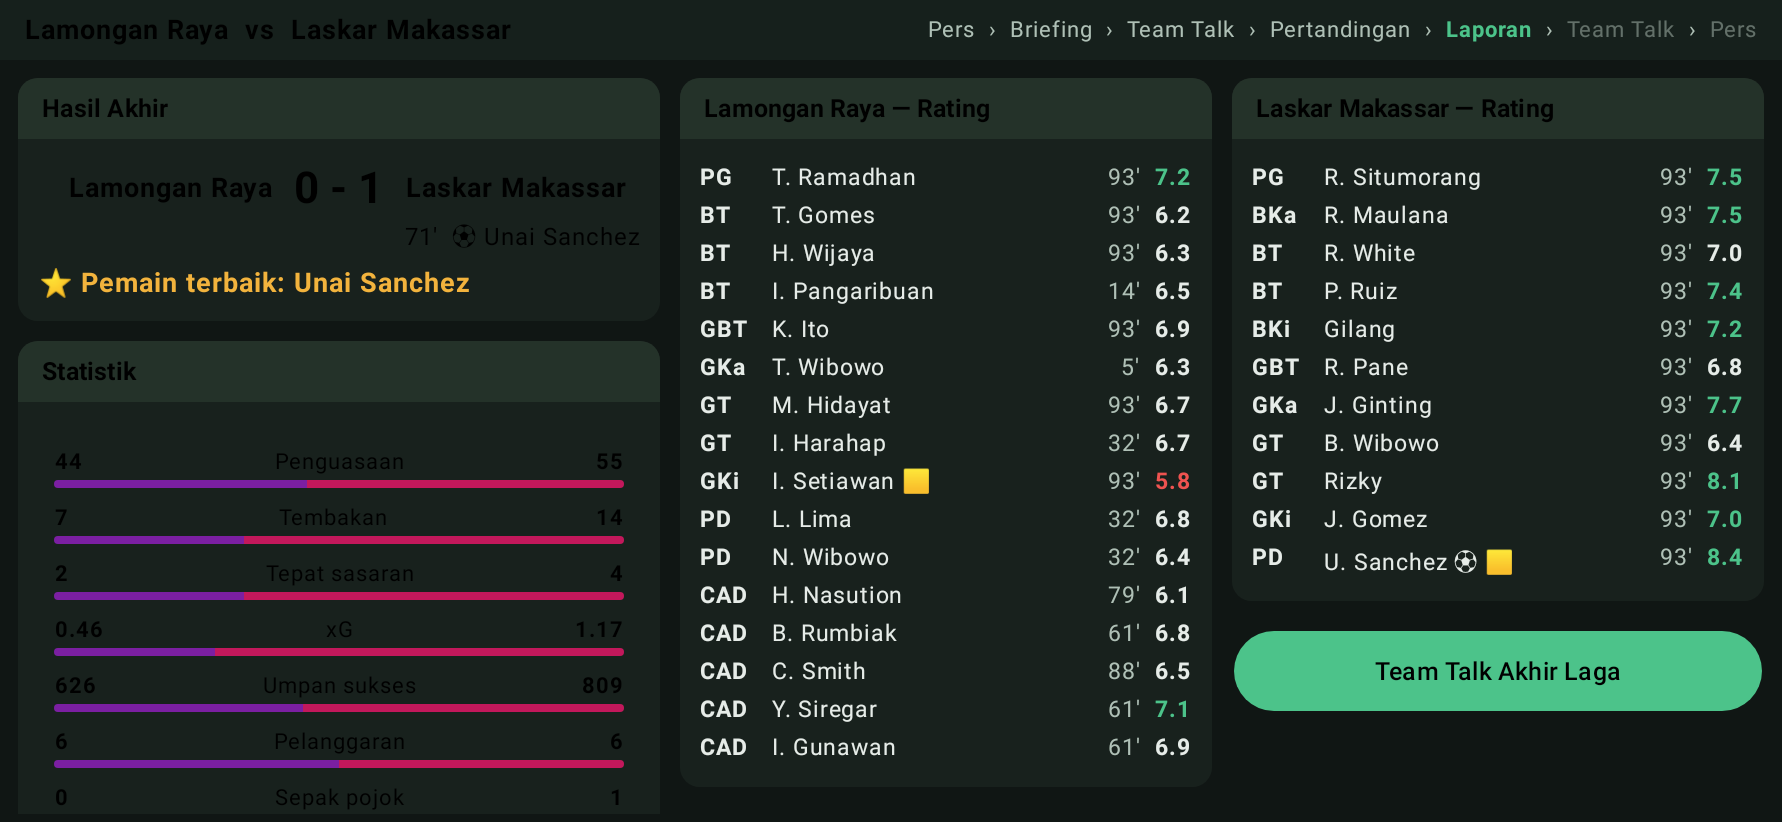 Lamongan Raya vs Laskar Makassar
Pers › Briefing › Team Talk › Pertandingan › Laporan › Team Talk › Pers
Hasil Akhir
Lamongan Raya 0 - 1 Laskar Makassar
71' ⚽ Unai Sanchez
⭐ Pemain terbaik: Unai Sanchez
Statistik
44 Penguasaan 55
7 Tembakan 14
2 Tepat sasaran 4
0.46 xG 1.17
626 Umpan sukses 809
6 Pelanggaran 6
0 Sepak pojok 1
Lamongan Raya — Rating
PG T. Ramadhan 93' 7.2
BT T. Gomes 93' 6.2
BT H. Wijaya 93' 6.3
BT I. Pangaribuan 14' 6.5
GBT K. Ito 93' 6.9
GKa T. Wibowo 5' 6.3
GT M. Hidayat 93' 6.7
GT I. Harahap 32' 6.7
GKi I. Setiawan 🟨 93' 5.8
PD L. Lima 32' 6.8
PD N. Wibowo 32' 6.4
CAD H. Nasution 79' 6.1
CAD B. Rumbiak 61' 6.8
CAD C. Smith 88' 6.5
CAD Y. Siregar 61' 7.1
CAD I. Gunawan 61' 6.9
Laskar Makassar — Rating
PG R. Situmorang 93' 7.5
BKa R. Maulana 93' 7.5
BT R. White 93' 7.0
BT P. Ruiz 93' 7.4
BKi Gilang 93' 7.2
GBT R. Pane 93' 6.8
GKa J. Ginting 93' 7.7
GT B. Wibowo 93' 6.4
GT Rizky 93' 8.1
GKi J. Gomez 93' 7.0
PD U. Sanchez ⚽ 🟨 93' 8.4
Team Talk Akhir Laga